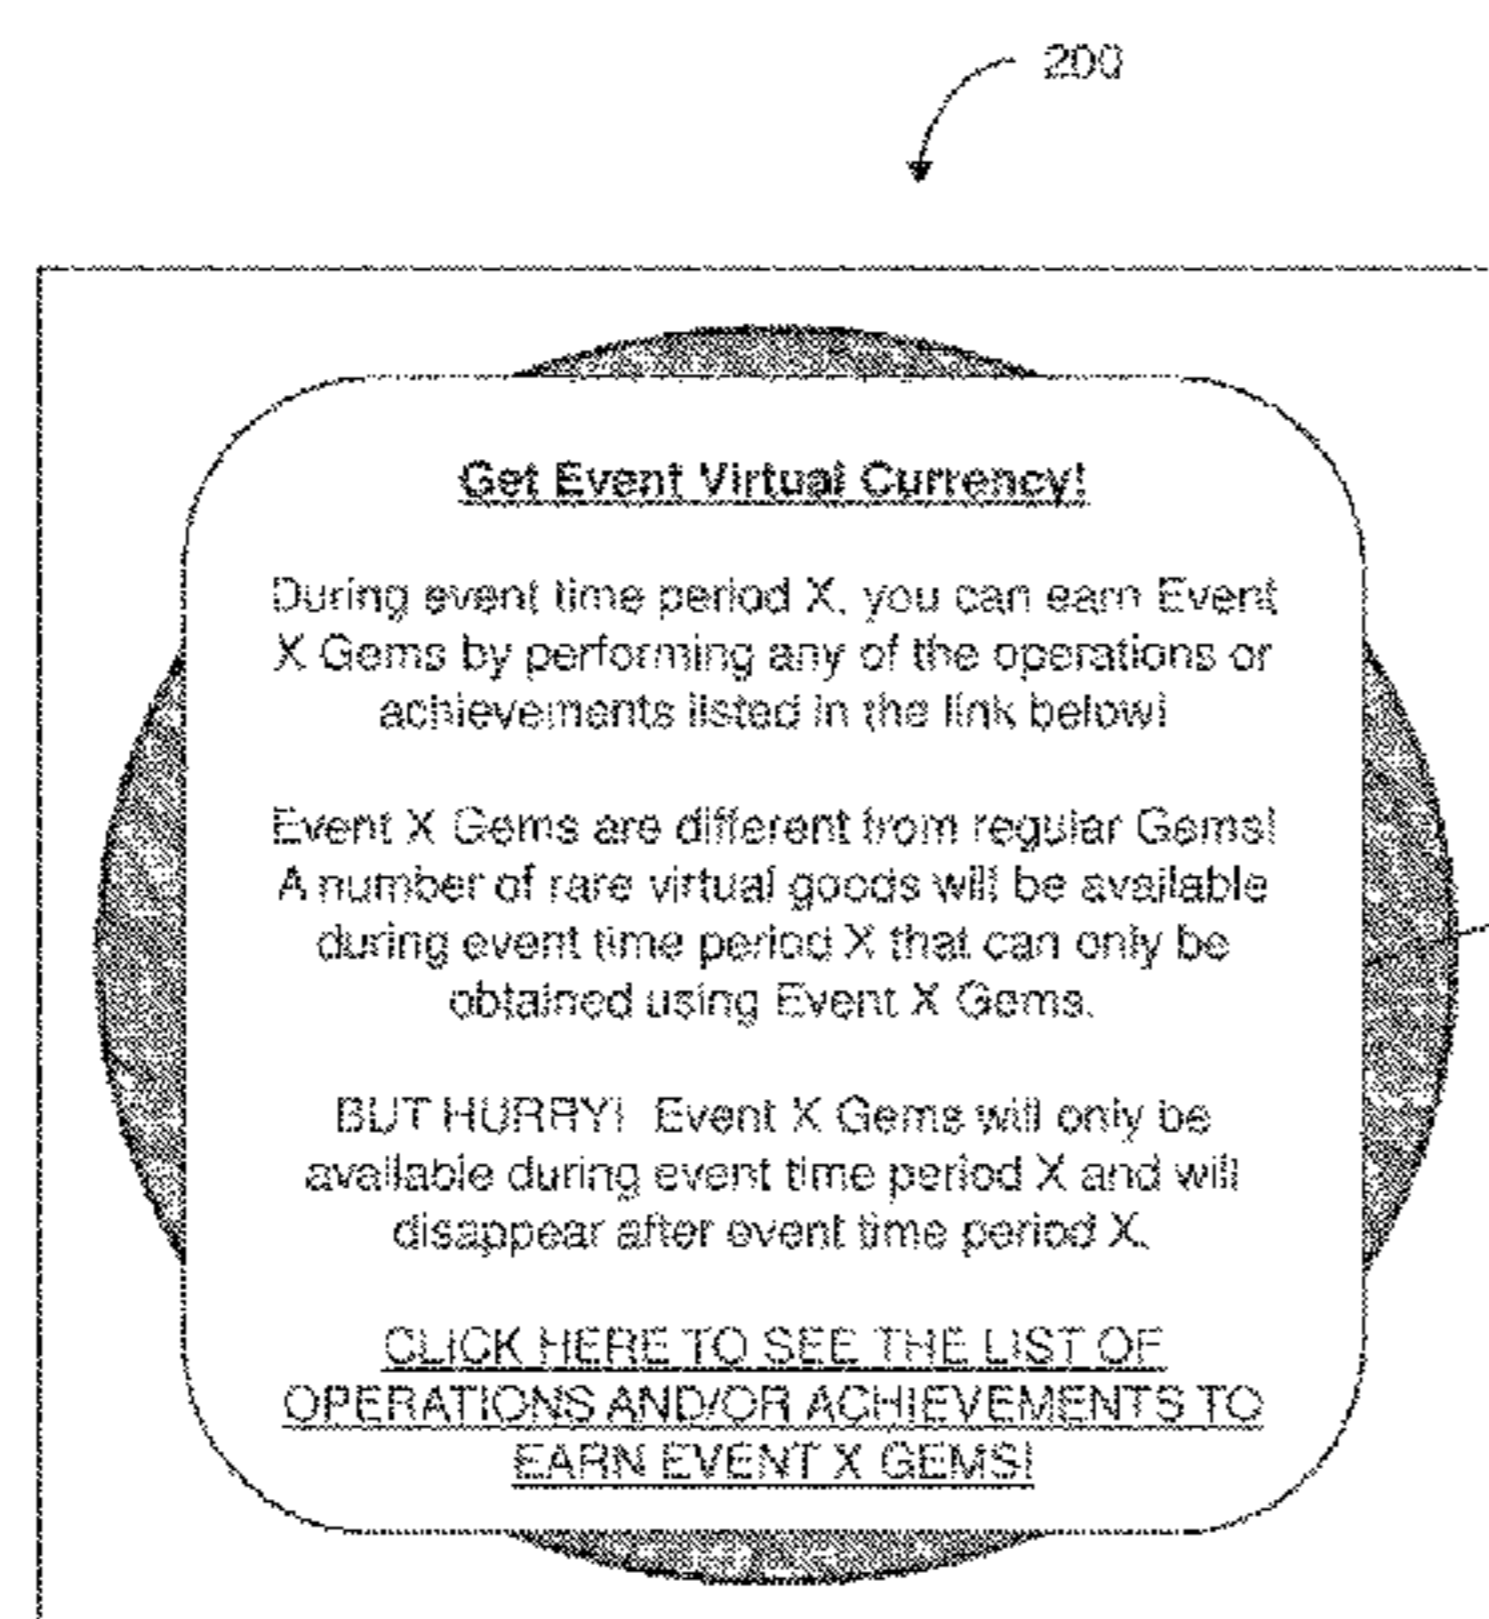 200
Get Event Virtual Currency!
During event time period X, you can earn Event
X Gems by performing any of the operations or
achievements listed in the link below!
Event X Gems are different from regular Gems!
A number of rare virtual goods will be available
during event time period X that can only be
obtained using Event X Gems.
BUT HURRY! Event X Gems will only be
available during event time period X and will
disappear after event time period X.
CLICK HERE TO SEE THE LIST OF
OPERATIONS AND/OR ACHIEVEMENTS TO
EARN EVENT X GEMS!